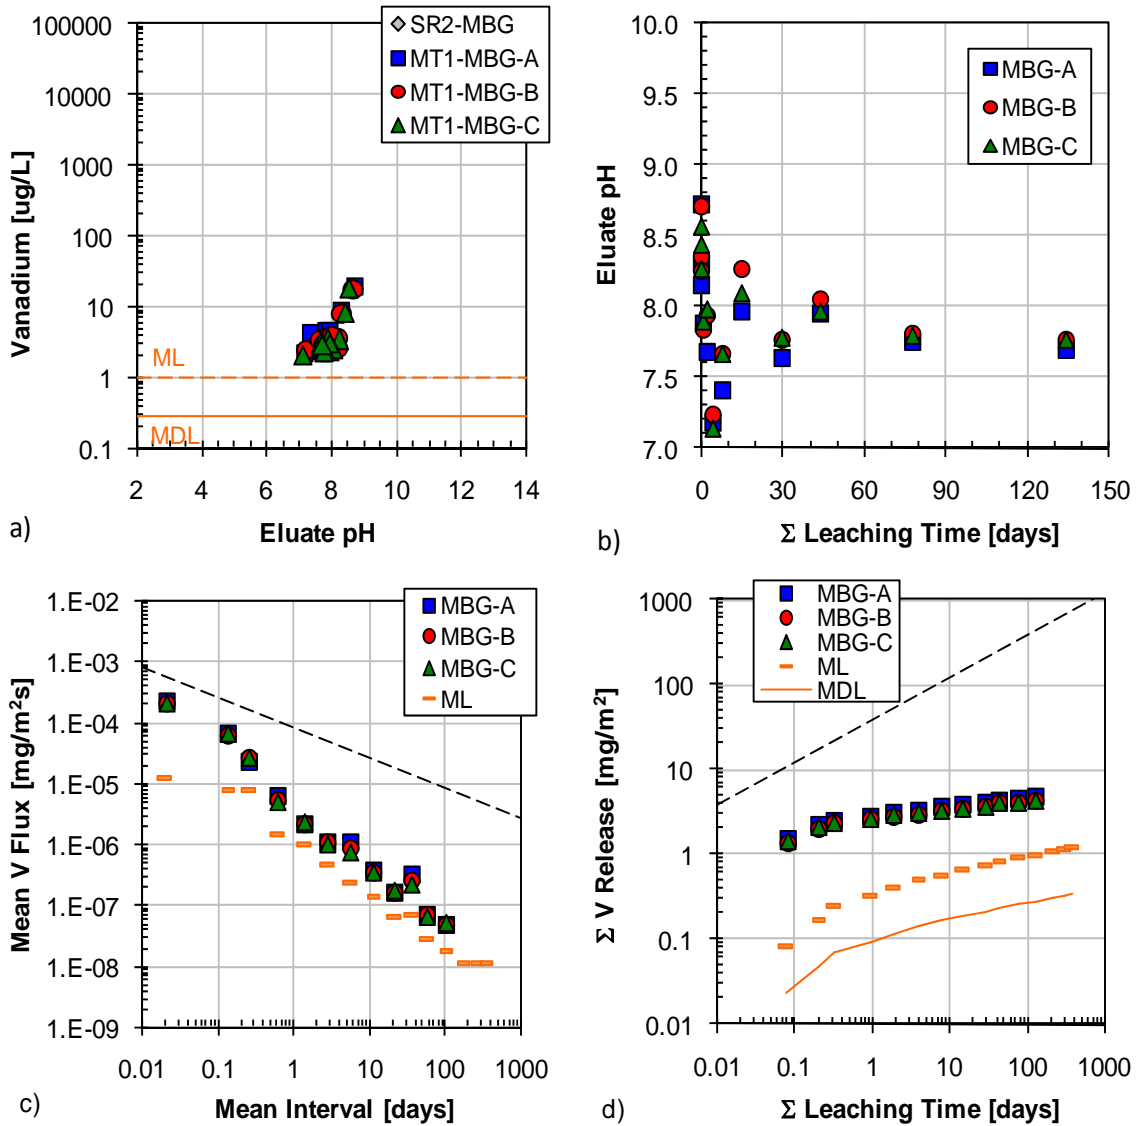 100000
10000
1000
100
10
1
0.1
Vanadium [ug/L]
SR2-MBG
MT1-MBG-A
MT1-MBG-B
MT1-MBG-C
ML
MDL
2 4 6 8 10 12 14
Eluate pH
a)
10.0
9.5
9.0
8.5
8.0
7.5
7.0
Eluate pH
MBG-A
MBG-B
MBG-C
0 30 60 90 120 150
Σ Leaching Time [days]
b)
1.E-02
1.E-03
1.E-04
1.E-05
1.E-06
1.E-07
1.E-08
1.E-09
Mean V Flux [mg/m²s]
MBG-A
MBG-B
MBG-C
ML
0.01 0.1 1 10 100 1000
Mean Interval [days]
c)
1000
100
10
1
0.1
0.01
Σ V Release [mg/m²]
MBG-A
MBG-B
MBG-C
ML
MDL
0.01 0.1 1 10 100 1000
Σ Leaching Time [days]
d)